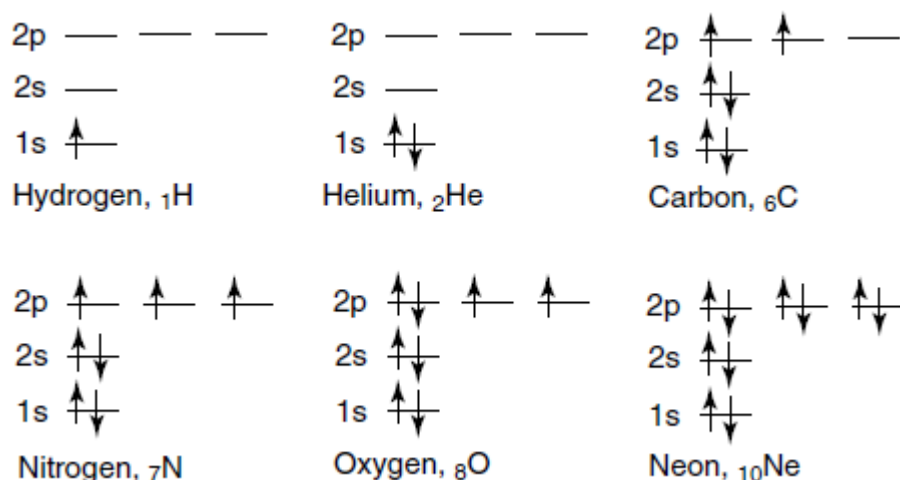 2p
2s
1s
Hydrogen, ₁H
2p
2s
1s
Helium, ₂He
2p
2s
1s
Carbon, ₆C
2p
2s
1s
Nitrogen, ₇N
2p
2s
1s
Oxygen, ₈O
2p
2s
1s
Neon, ₁₀Ne